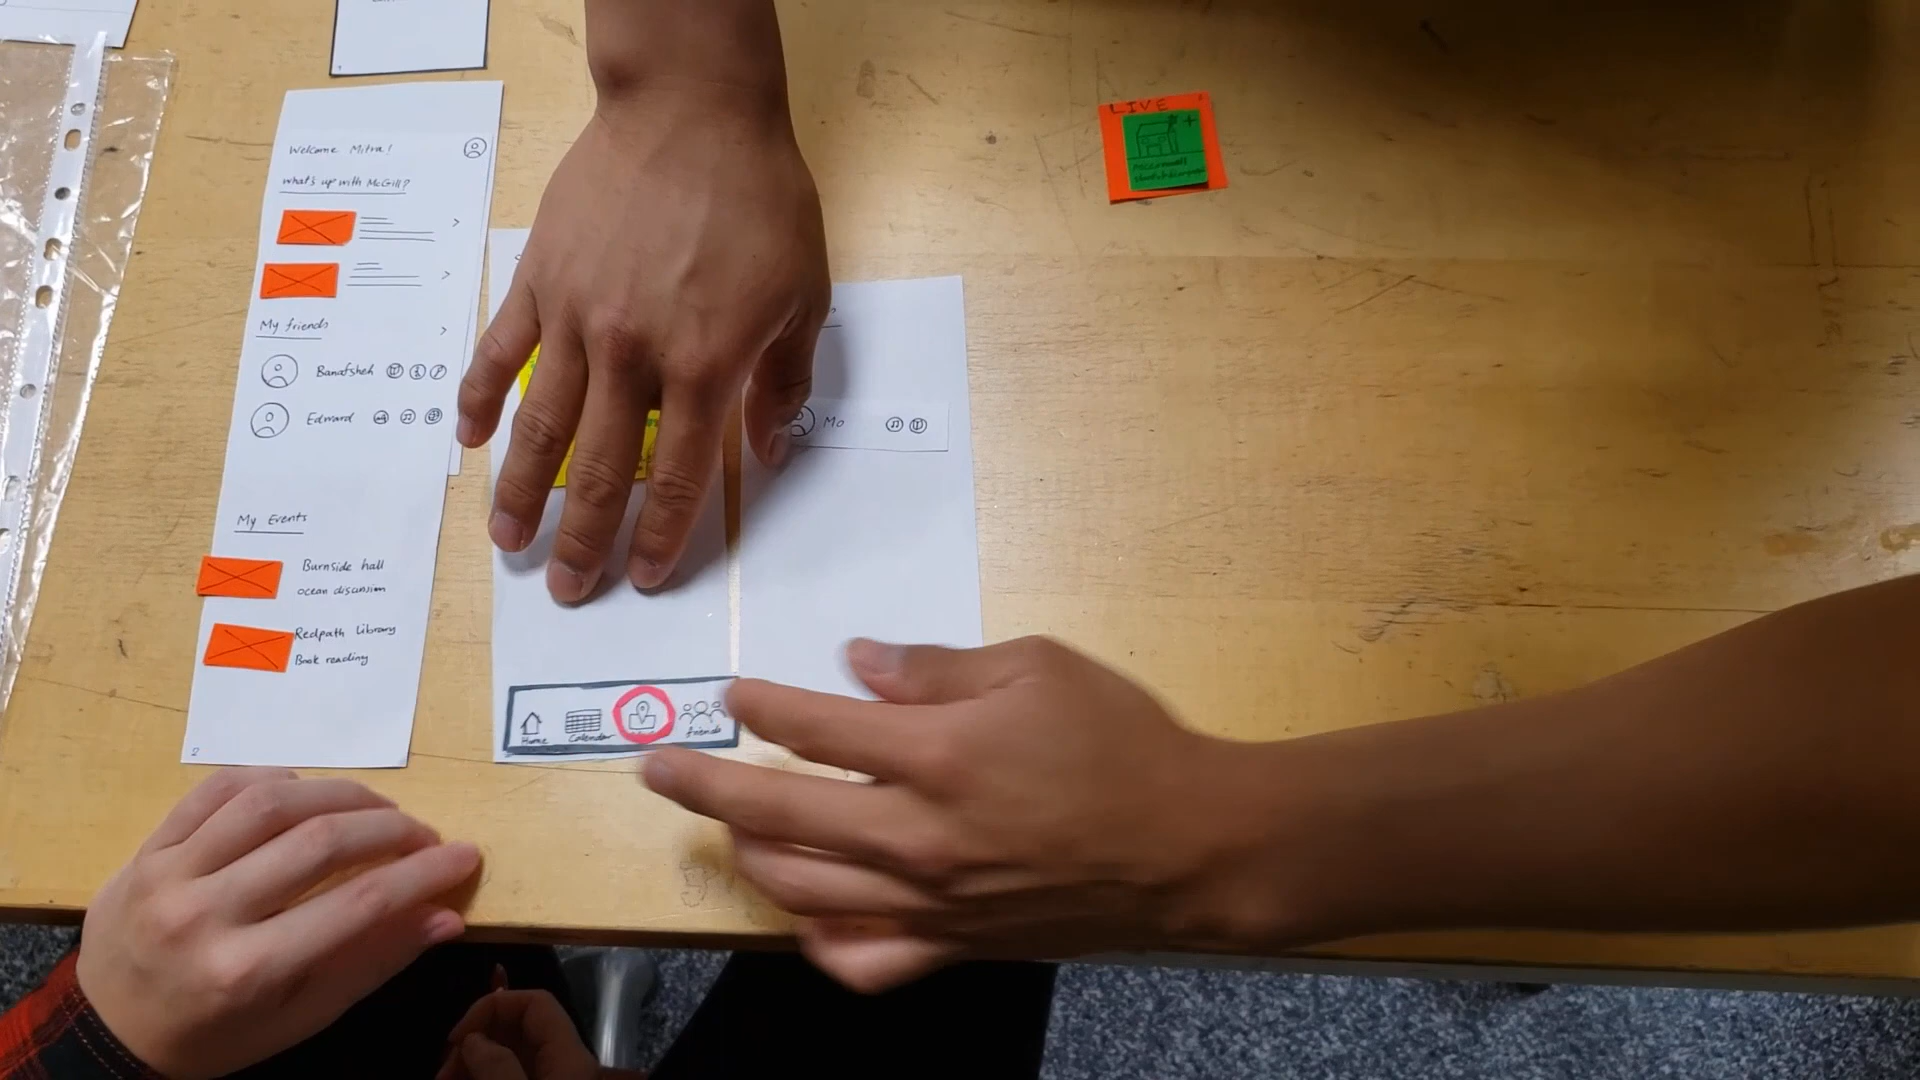 Welcome Mitra!
what's up with McGill?
My friends
Banafsheh
Edward
My Events
Burnside hall
ocean discussion
Redpath Library
Book reading
2
Mo
Home
Calendar
friends
LIVE